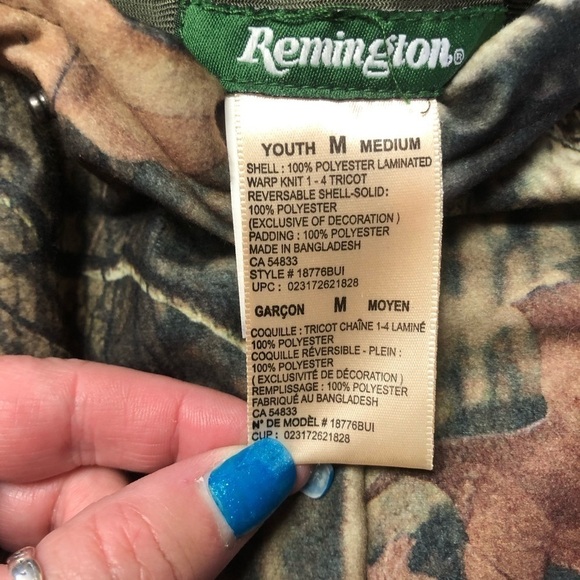 Remington®
YOUTH M MEDIUM
SHELL : 100% POLYESTER LAMINATED
WARP KNIT 1 - 4 TRICOT
REVERSABLE SHELL-SOLID:
100% POLYESTER
(EXCLUSIVE OF DECORATION )
PADDING : 100% POLYESTER
MADE IN BANGLADESH
CA 54833
STYLE # 18776BUI
UPC : 023172621828
GARÇON M MOYEN
COQUILLE : TRICOT CHAÎNE 1-4 LAMINÉ
100% POLYESTER
COQUILLE RÉVERSIBLE - PLEIN :
100% POLYESTER
( EXCLUSIVITÉ DE DÉCORATION )
REMPLISSAGE : 100% POLYESTER
FABRIQUÉ AU BANGLADESH
CA 54833
N° DE MODÈL # 18776BUI
CUP : 023172621828